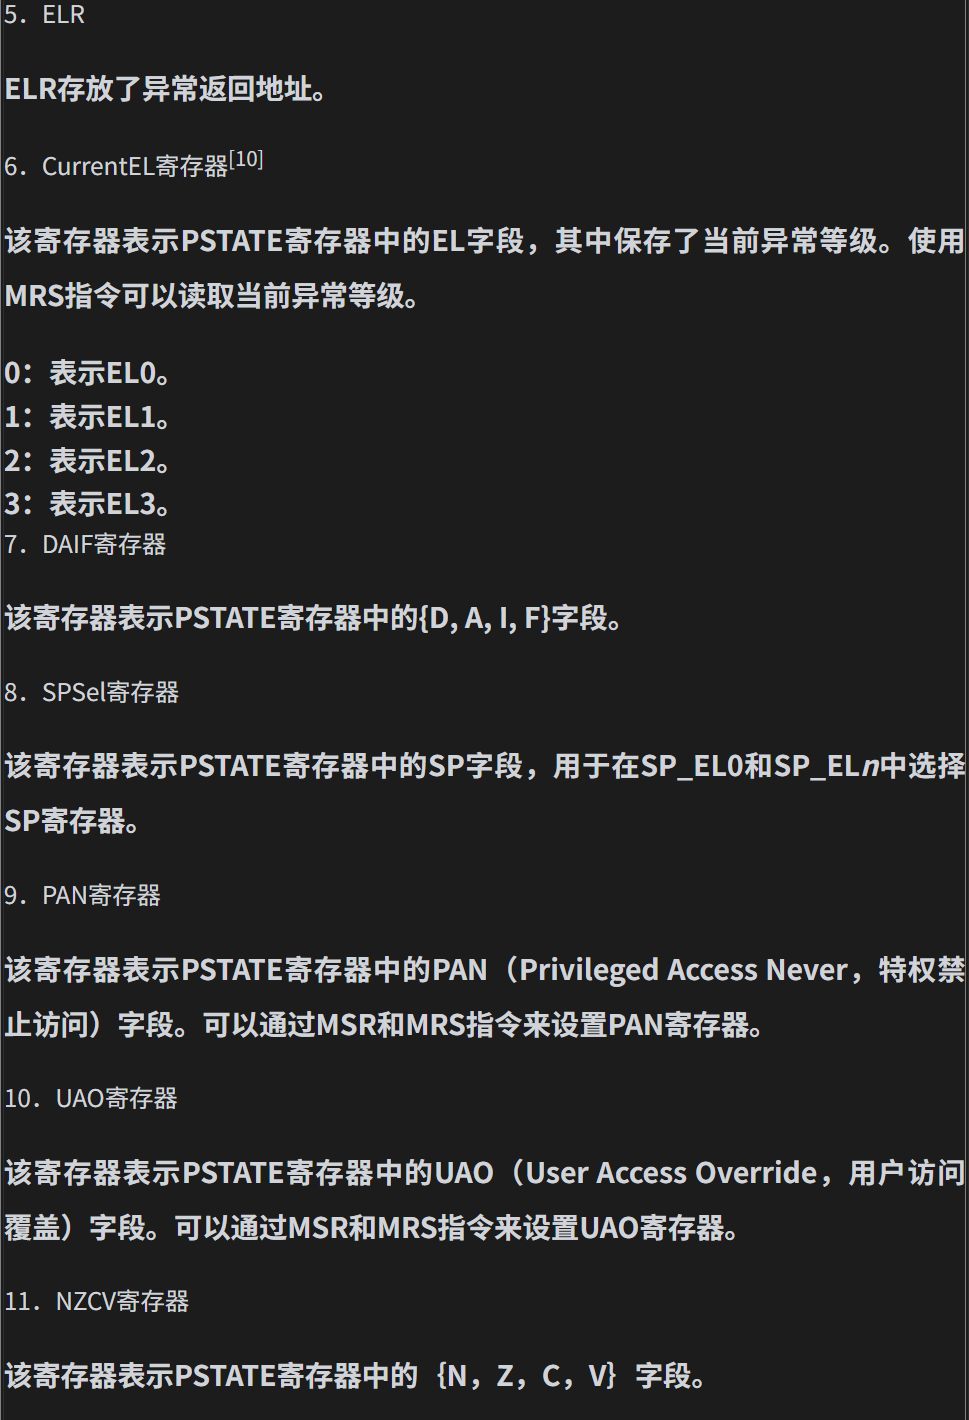 5．ELR
ELR存放了异常返回地址。
6．CurrentEL寄存器[10]
该寄存器表示PSTATE寄存器中的EL字段，其中保存了当前异常等级。使用
MRS指令可以读取当前异常等级。
0：表示EL0。
1：表示EL1。
2：表示EL2。
3：表示EL3。
7．DAIF寄存器
该寄存器表示PSTATE寄存器中的{D, A, I, F}字段。
8．SPSel寄存器
该寄存器表示PSTATE寄存器中的SP字段，用于在SP_EL0和SP_ELn中选择
SP寄存器。
9．PAN寄存器
该寄存器表示PSTATE寄存器中的PAN（Privileged Access Never，特权禁
止访问）字段。可以通过MSR和MRS指令来设置PAN寄存器。
10．UAO寄存器
该寄存器表示PSTATE寄存器中的UAO（User Access Override，用户访问
覆盖）字段。可以通过MSR和MRS指令来设置UAO寄存器。
11．NZCV寄存器
该寄存器表示PSTATE寄存器中的｛N，Z，C，V｝字段。